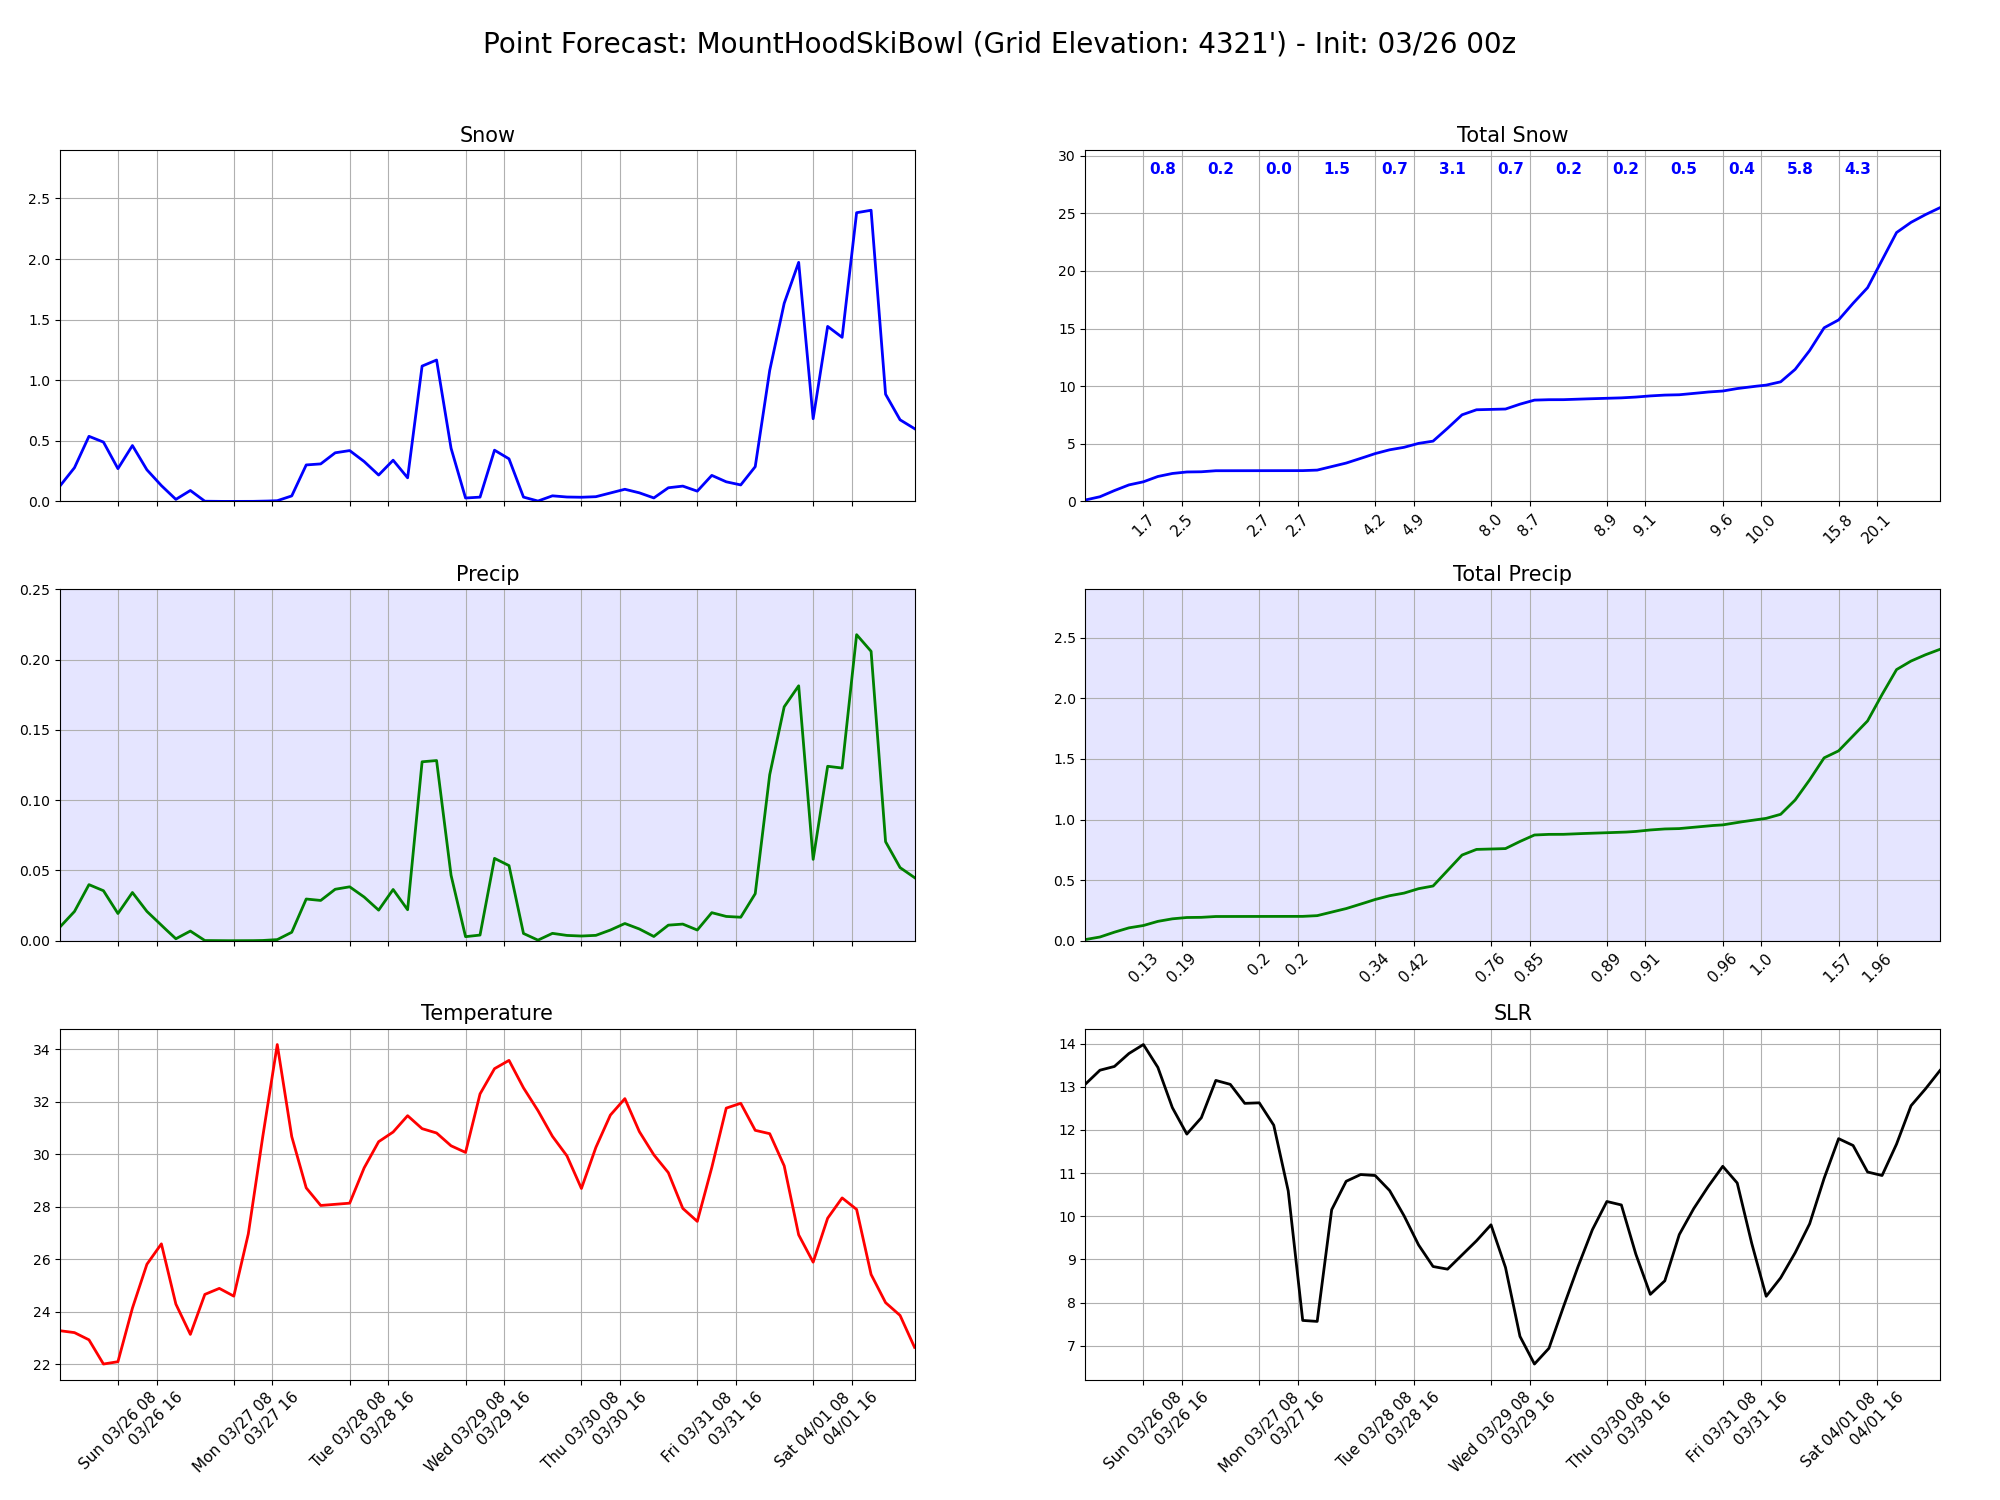 Point Forecast: MountHoodSkiBowl (Grid Elevation: 4321') - Init: 03/26 00z
Snow
2.5
2.0
1.5
1.0
0.5
0.0
Total Snow
30
25
20
15
10
5
0
0.8 0.2 0.0 1.5 0.7 3.1 0.7 0.2 0.2 0.5 0.4 5.8 4.3
1.7 2.5 2.7 2.7 4.2 4.9 8.0 8.7 8.9 9.1 9.6 10.0 15.8 20.1
Precip
0.25
0.20
0.15
0.10
0.05
0.00
Total Precip
2.5
2.0
1.5
1.0
0.5
0.0
0.13 0.19 0.2 0.2 0.34 0.42 0.76 0.85 0.89 0.91 0.96 1.0 1.57 1.96
Temperature
34
32
30
28
26
24
22
Sun 03/26 08
03/26 16
Mon 03/27 08
03/27 16
Tue 03/28 08
03/28 16
Wed 03/29 08
03/29 16
Thu 03/30 08
03/30 16
Fri 03/31 08
03/31 16
Sat 04/01 08
04/01 16
SLR
14
13
12
11
10
9
8
7
Sun 03/26 08
03/26 16
Mon 03/27 08
03/27 16
Tue 03/28 08
03/28 16
Wed 03/29 08
03/29 16
Thu 03/30 08
03/30 16
Fri 03/31 08
03/31 16
Sat 04/01 08
04/01 16